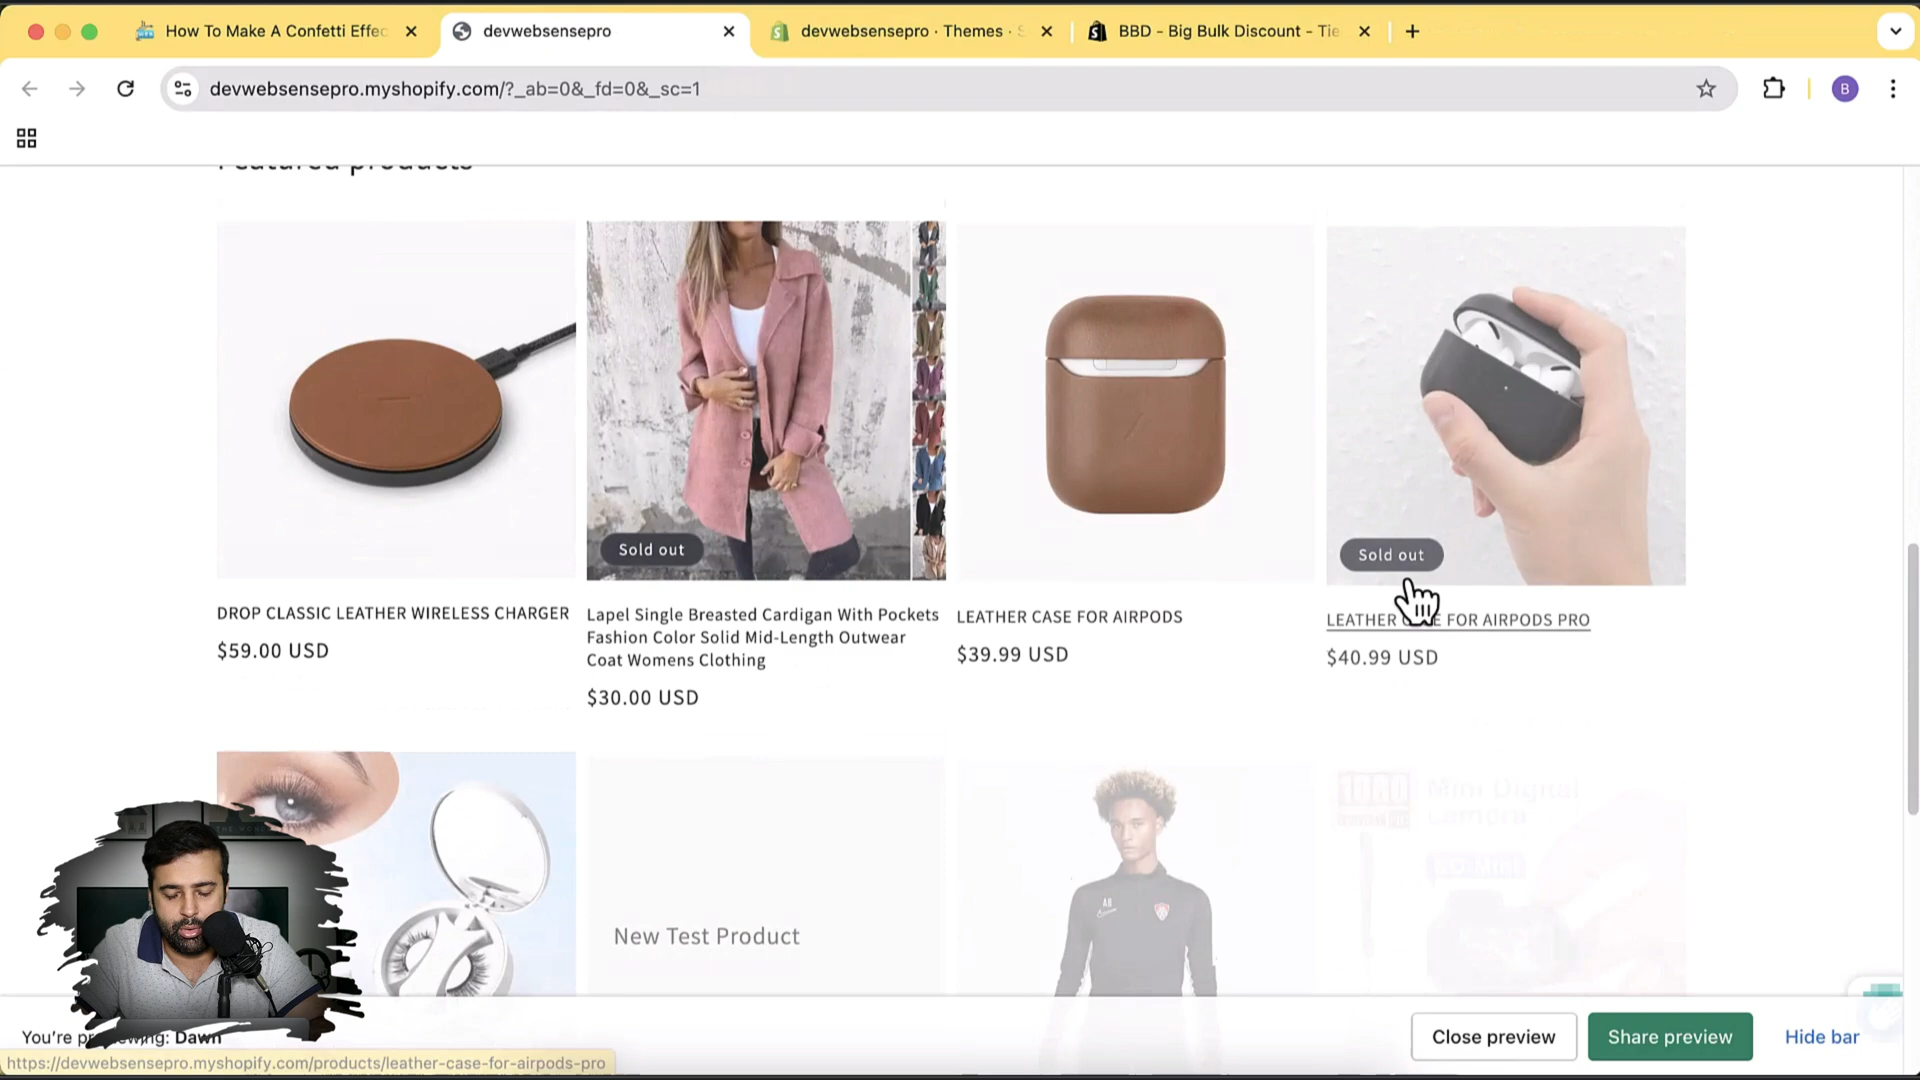 How To Make A Confetti Effec
devwebsensepro
devwebsensepro · Themes · S
BBD - Big Bulk Discount - Tie
devwebsensepro.myshopify.com/?_ab=0&_fd=0&_sc=1
B
Featured products
Sold out
Sold out
DROP CLASSIC LEATHER WIRELESS CHARGER
$59.00 USD
Lapel Single Breasted Cardigan With Pockets
Fashion Color Solid Mid-Length Outwear
Coat Womens Clothing
$30.00 USD
LEATHER CASE FOR AIRPODS
$39.99 USD
LEATHER C E FOR AIRPODS PRO
$40.99 USD
New Test Product
AB
Mini Digital
Camera
You're p wing: Dawn
Close preview
Share preview
Hide bar
https://devwebsensepro.myshopify.com/products/leather-case-for-airpods-pro